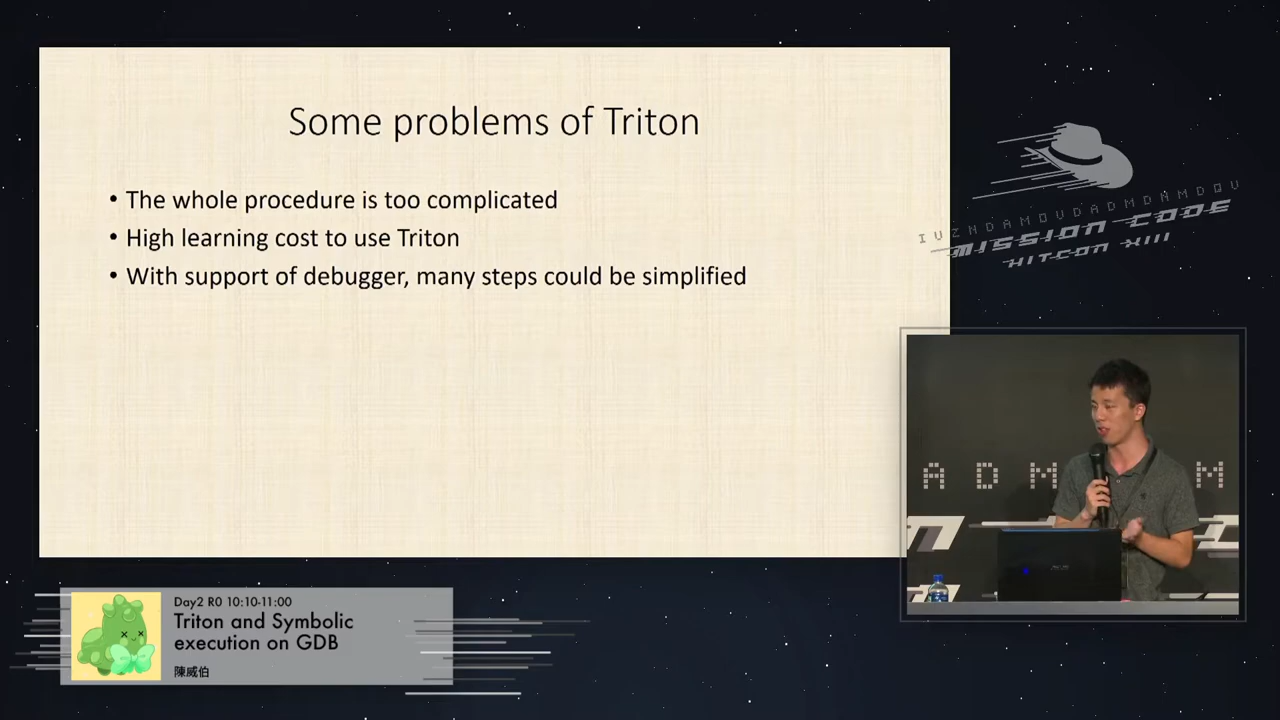 Some problems of Triton
• The whole procedure is too complicated
• High learning cost to use Triton
• With support of debugger, many steps could be simplified
IUZNDAMOVDADMDNMDQU
MISSION CODE
HITCON XIII
A D M M
Day2 R0 10:10-11:00
Triton and Symbolic
execution on GDB
陳威伯